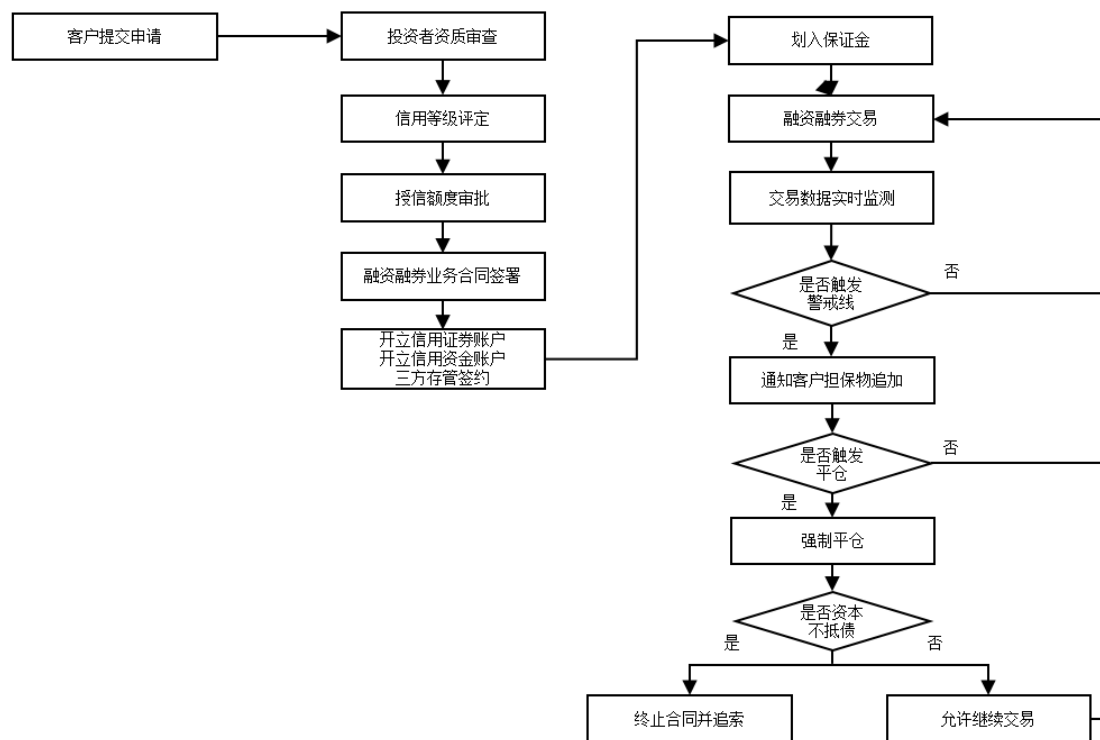 客户提交申请
投资者资质审查
信用等级评定
授信额度审批
融资融券业务合同签署
开立信用证券账户
开立信用资金账户
三方存管签约
划入保证金
融资融券交易
交易数据实时监测
是否触发
警戒线
否
是
通知客户担保物追加
是否触发
平仓
否
是
强制平仓
是否资本
不抵债
是
否
终止合同并追索
允许继续交易